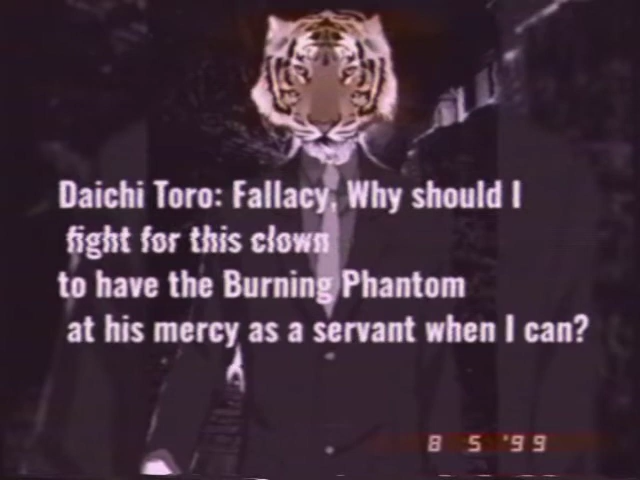 Daichi Toro: Fallacy. Why should I
fight for this clown
to have the Burning Phantom
at his mercy as a servant when I can?
8 5 '99